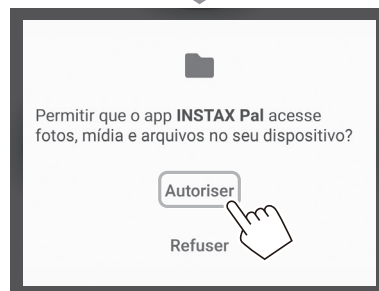 Permitir que o app INSTAX Pal acesse
fotos, mídia e arquivos no seu dispositivo?
Autoriser
Refuser